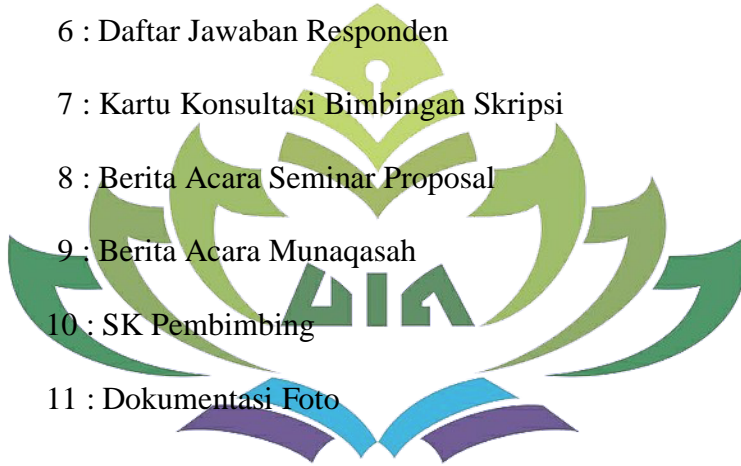 6 : Daftar Jawaban Responden
7 : Kartu Konsultasi Bimbingan Skripsi
8 : Berita Acara Seminar Proposal
9 : Berita Acara Munaqasah
UIN
10 : SK Pembimbing
11 : Dokumentasi Foto